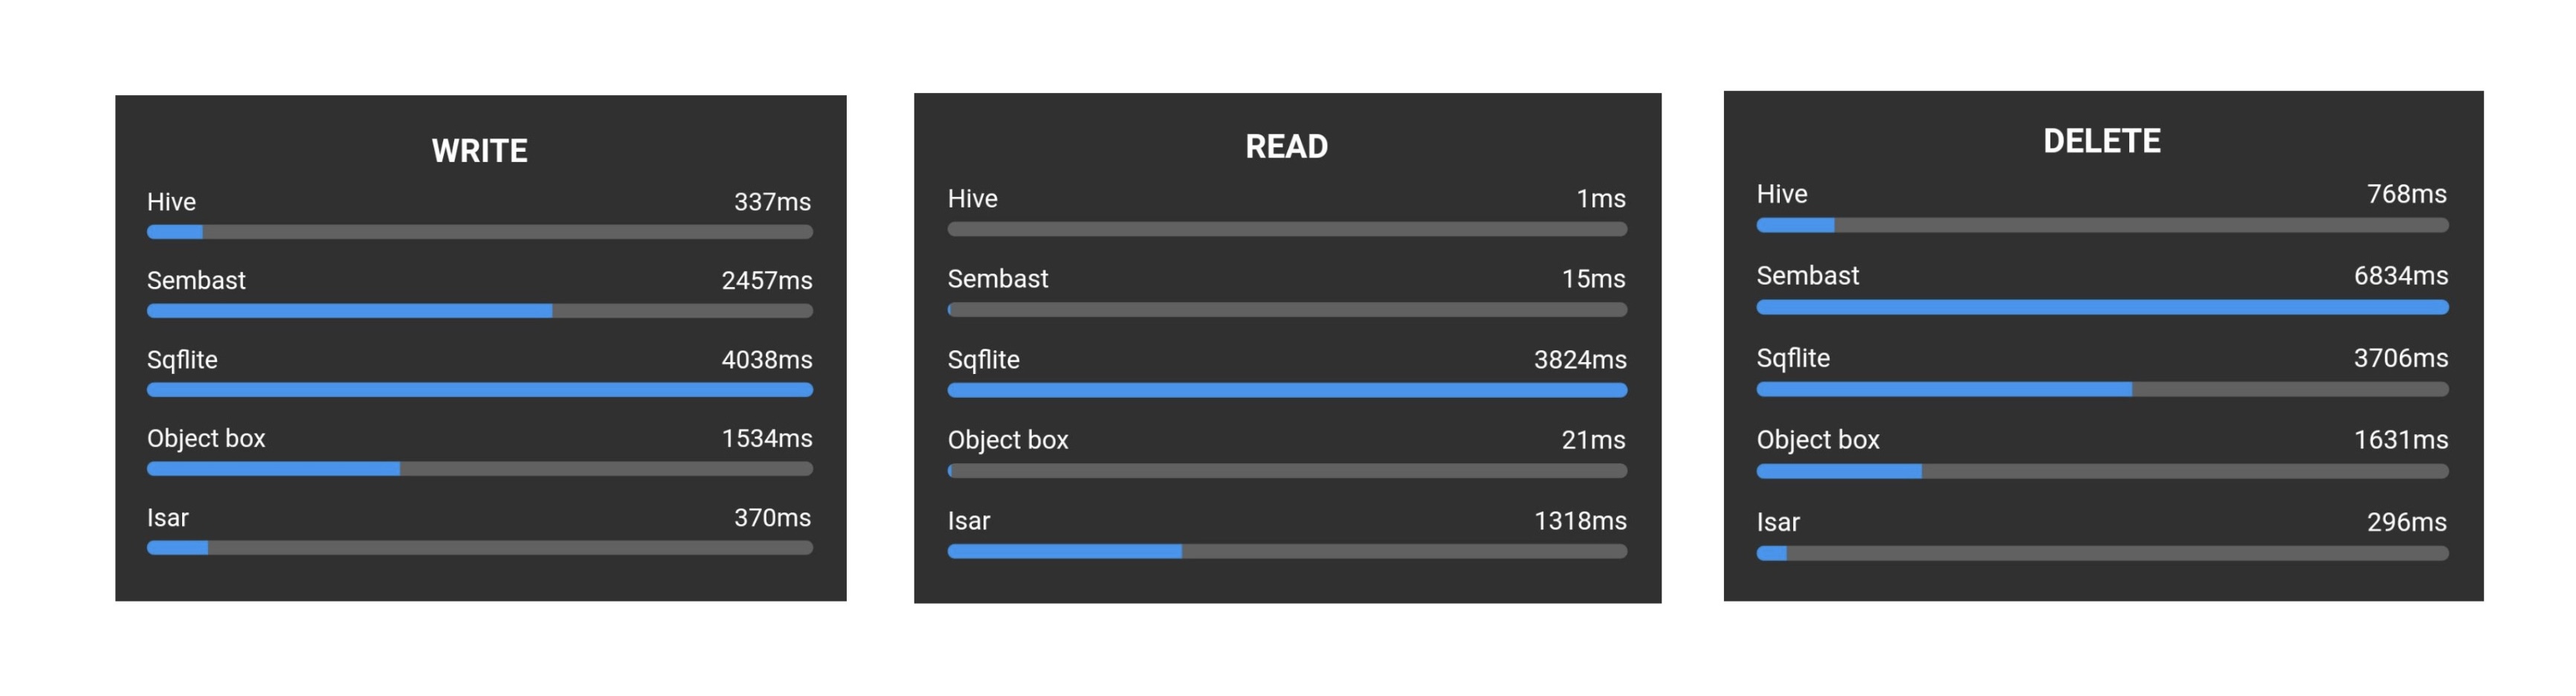 WRITE
Hive 337ms
Sembast 2457ms
Sqflite 4038ms
Object box 1534ms
Isar 370ms
READ
Hive 1ms
Sembast 15ms
Sqflite 3824ms
Object box 21ms
Isar 1318ms
DELETE
Hive 768ms
Sembast 6834ms
Sqflite 3706ms
Object box 1631ms
Isar 296ms